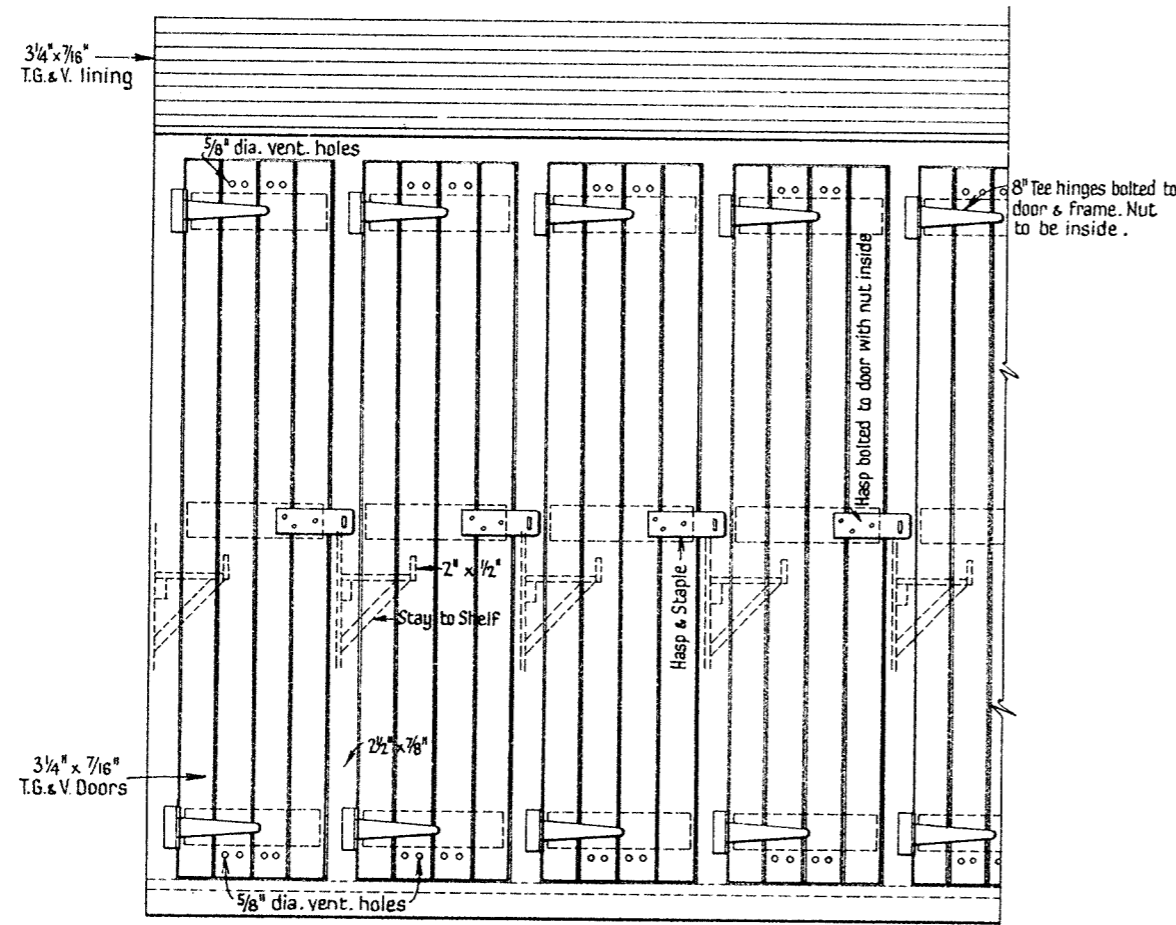 3¼" x 7/16"
T.G.& V. lining
5/8" dia. vent. holes
8" Tee hinges bolted to
door & frame. Nut
to be inside.
Hasp bolted to door with nut inside
2" x ½"
Stay to Shelf
Hasp & Staple
2½" x 7/8"
3¼" x 7/16"
T.G.& V. Doors
5/8" dia. vent. holes